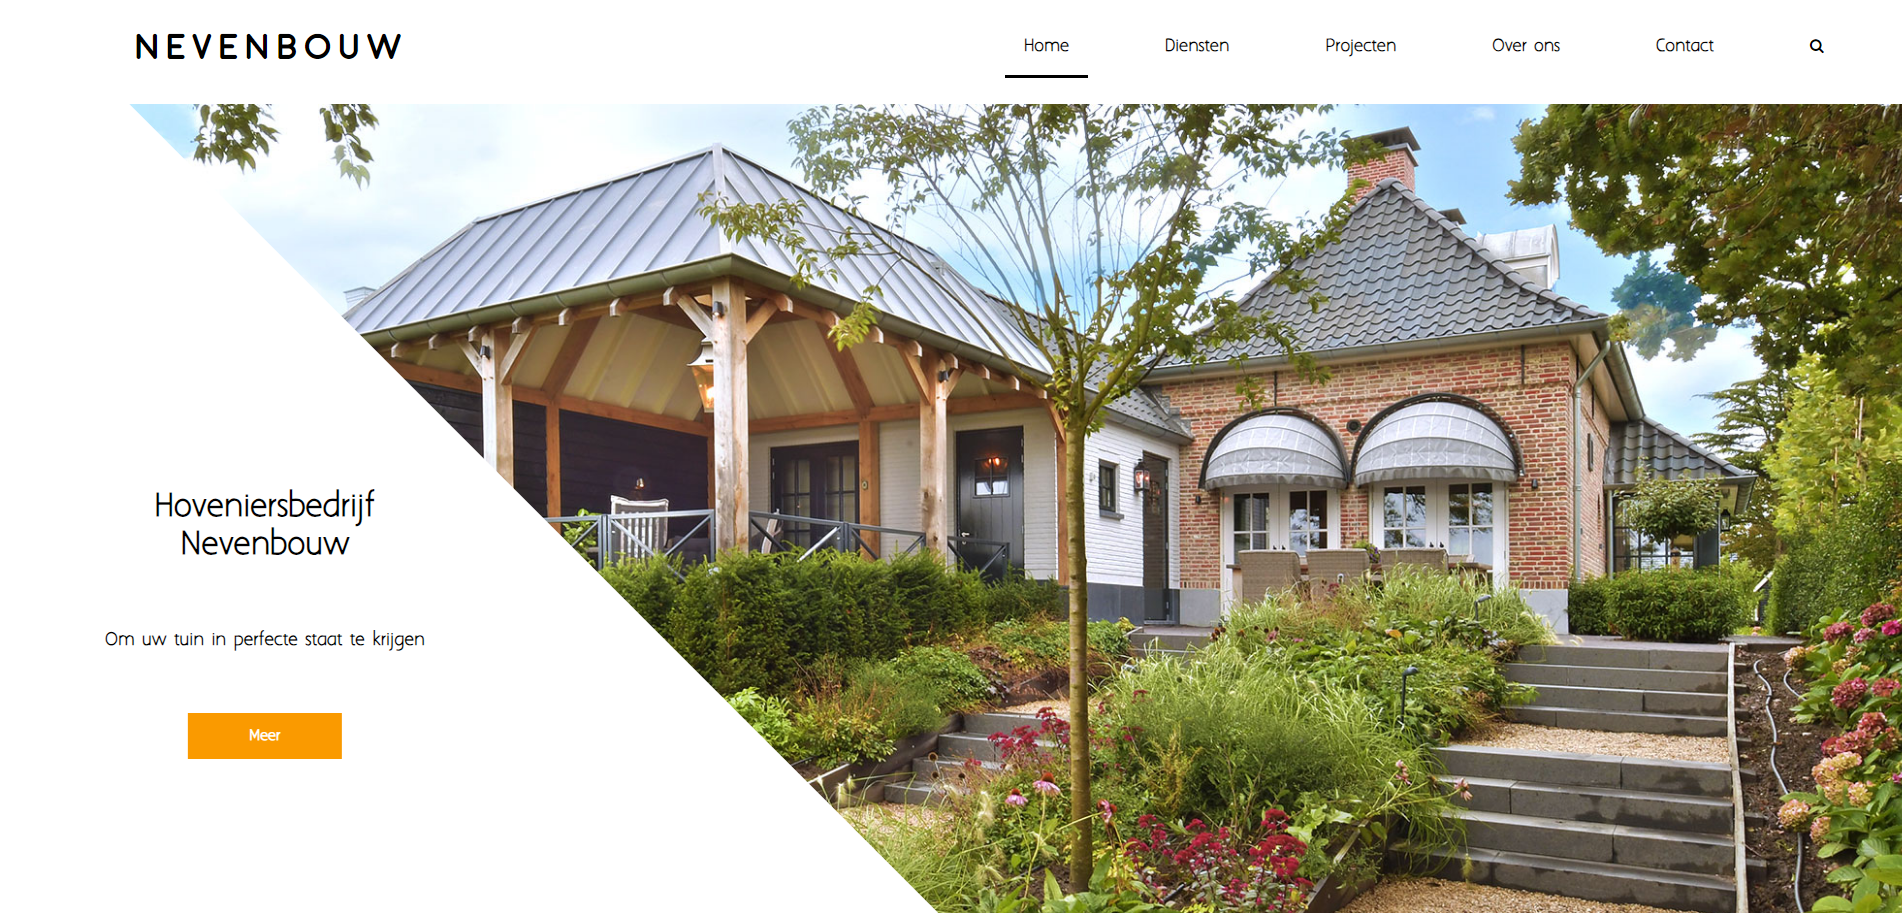 NEVENBOUW
Home
Diensten
Projecten
Over ons
Contact
Hoveniersbedrijf
Nevenbouw
Om uw tuin in perfecte staat te krijgen
Meer